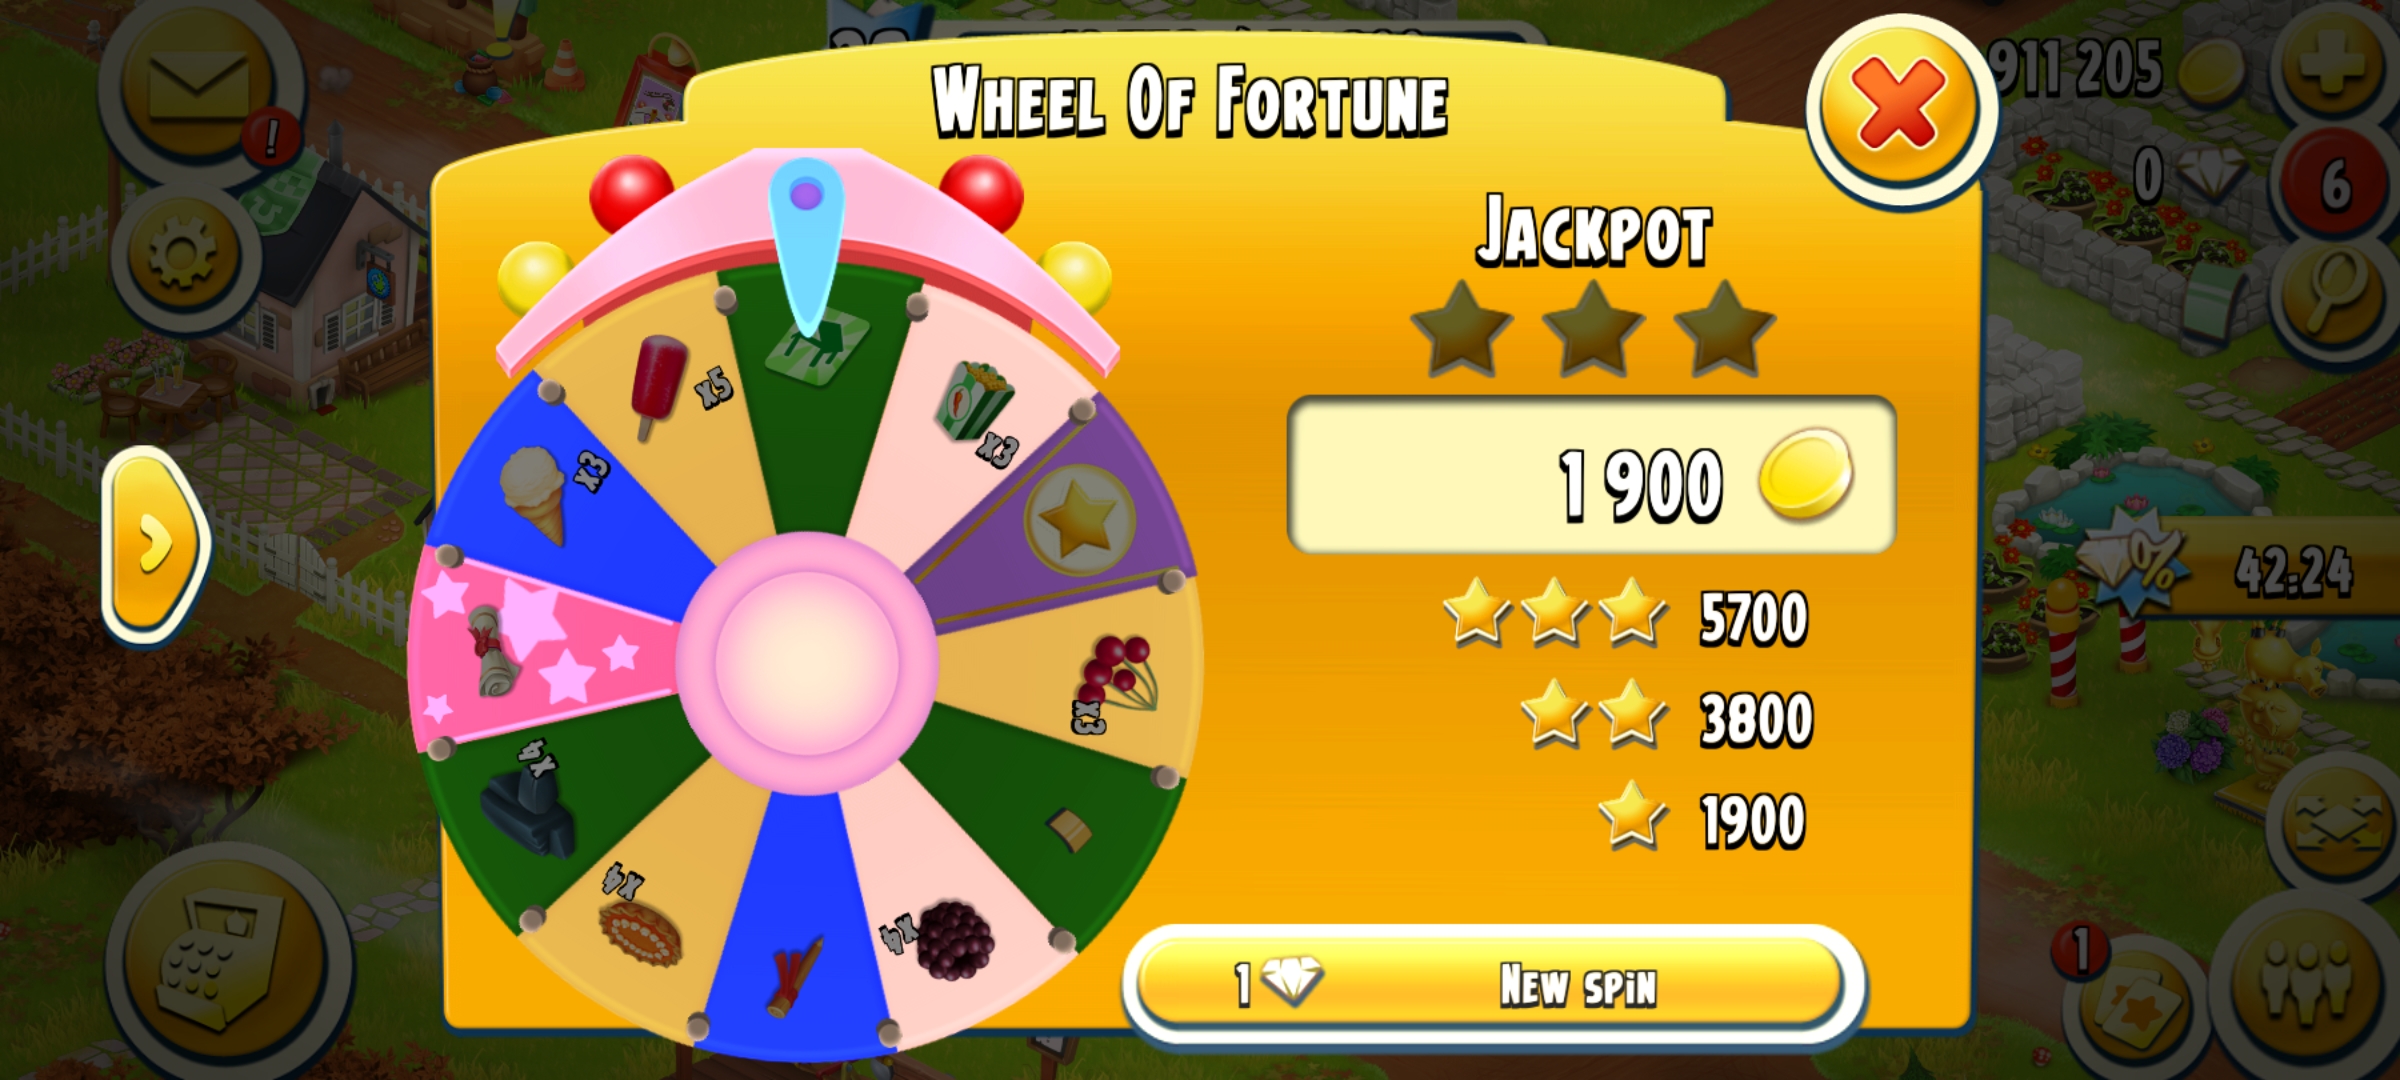 WHEEL OF FORTUNE
911 205
!
0
6
JACKPOT
x5
x3
x3
1 900
x3
5700
%
42:24
3800
x4
1900
x4
x4
1
1
NEW SPIN